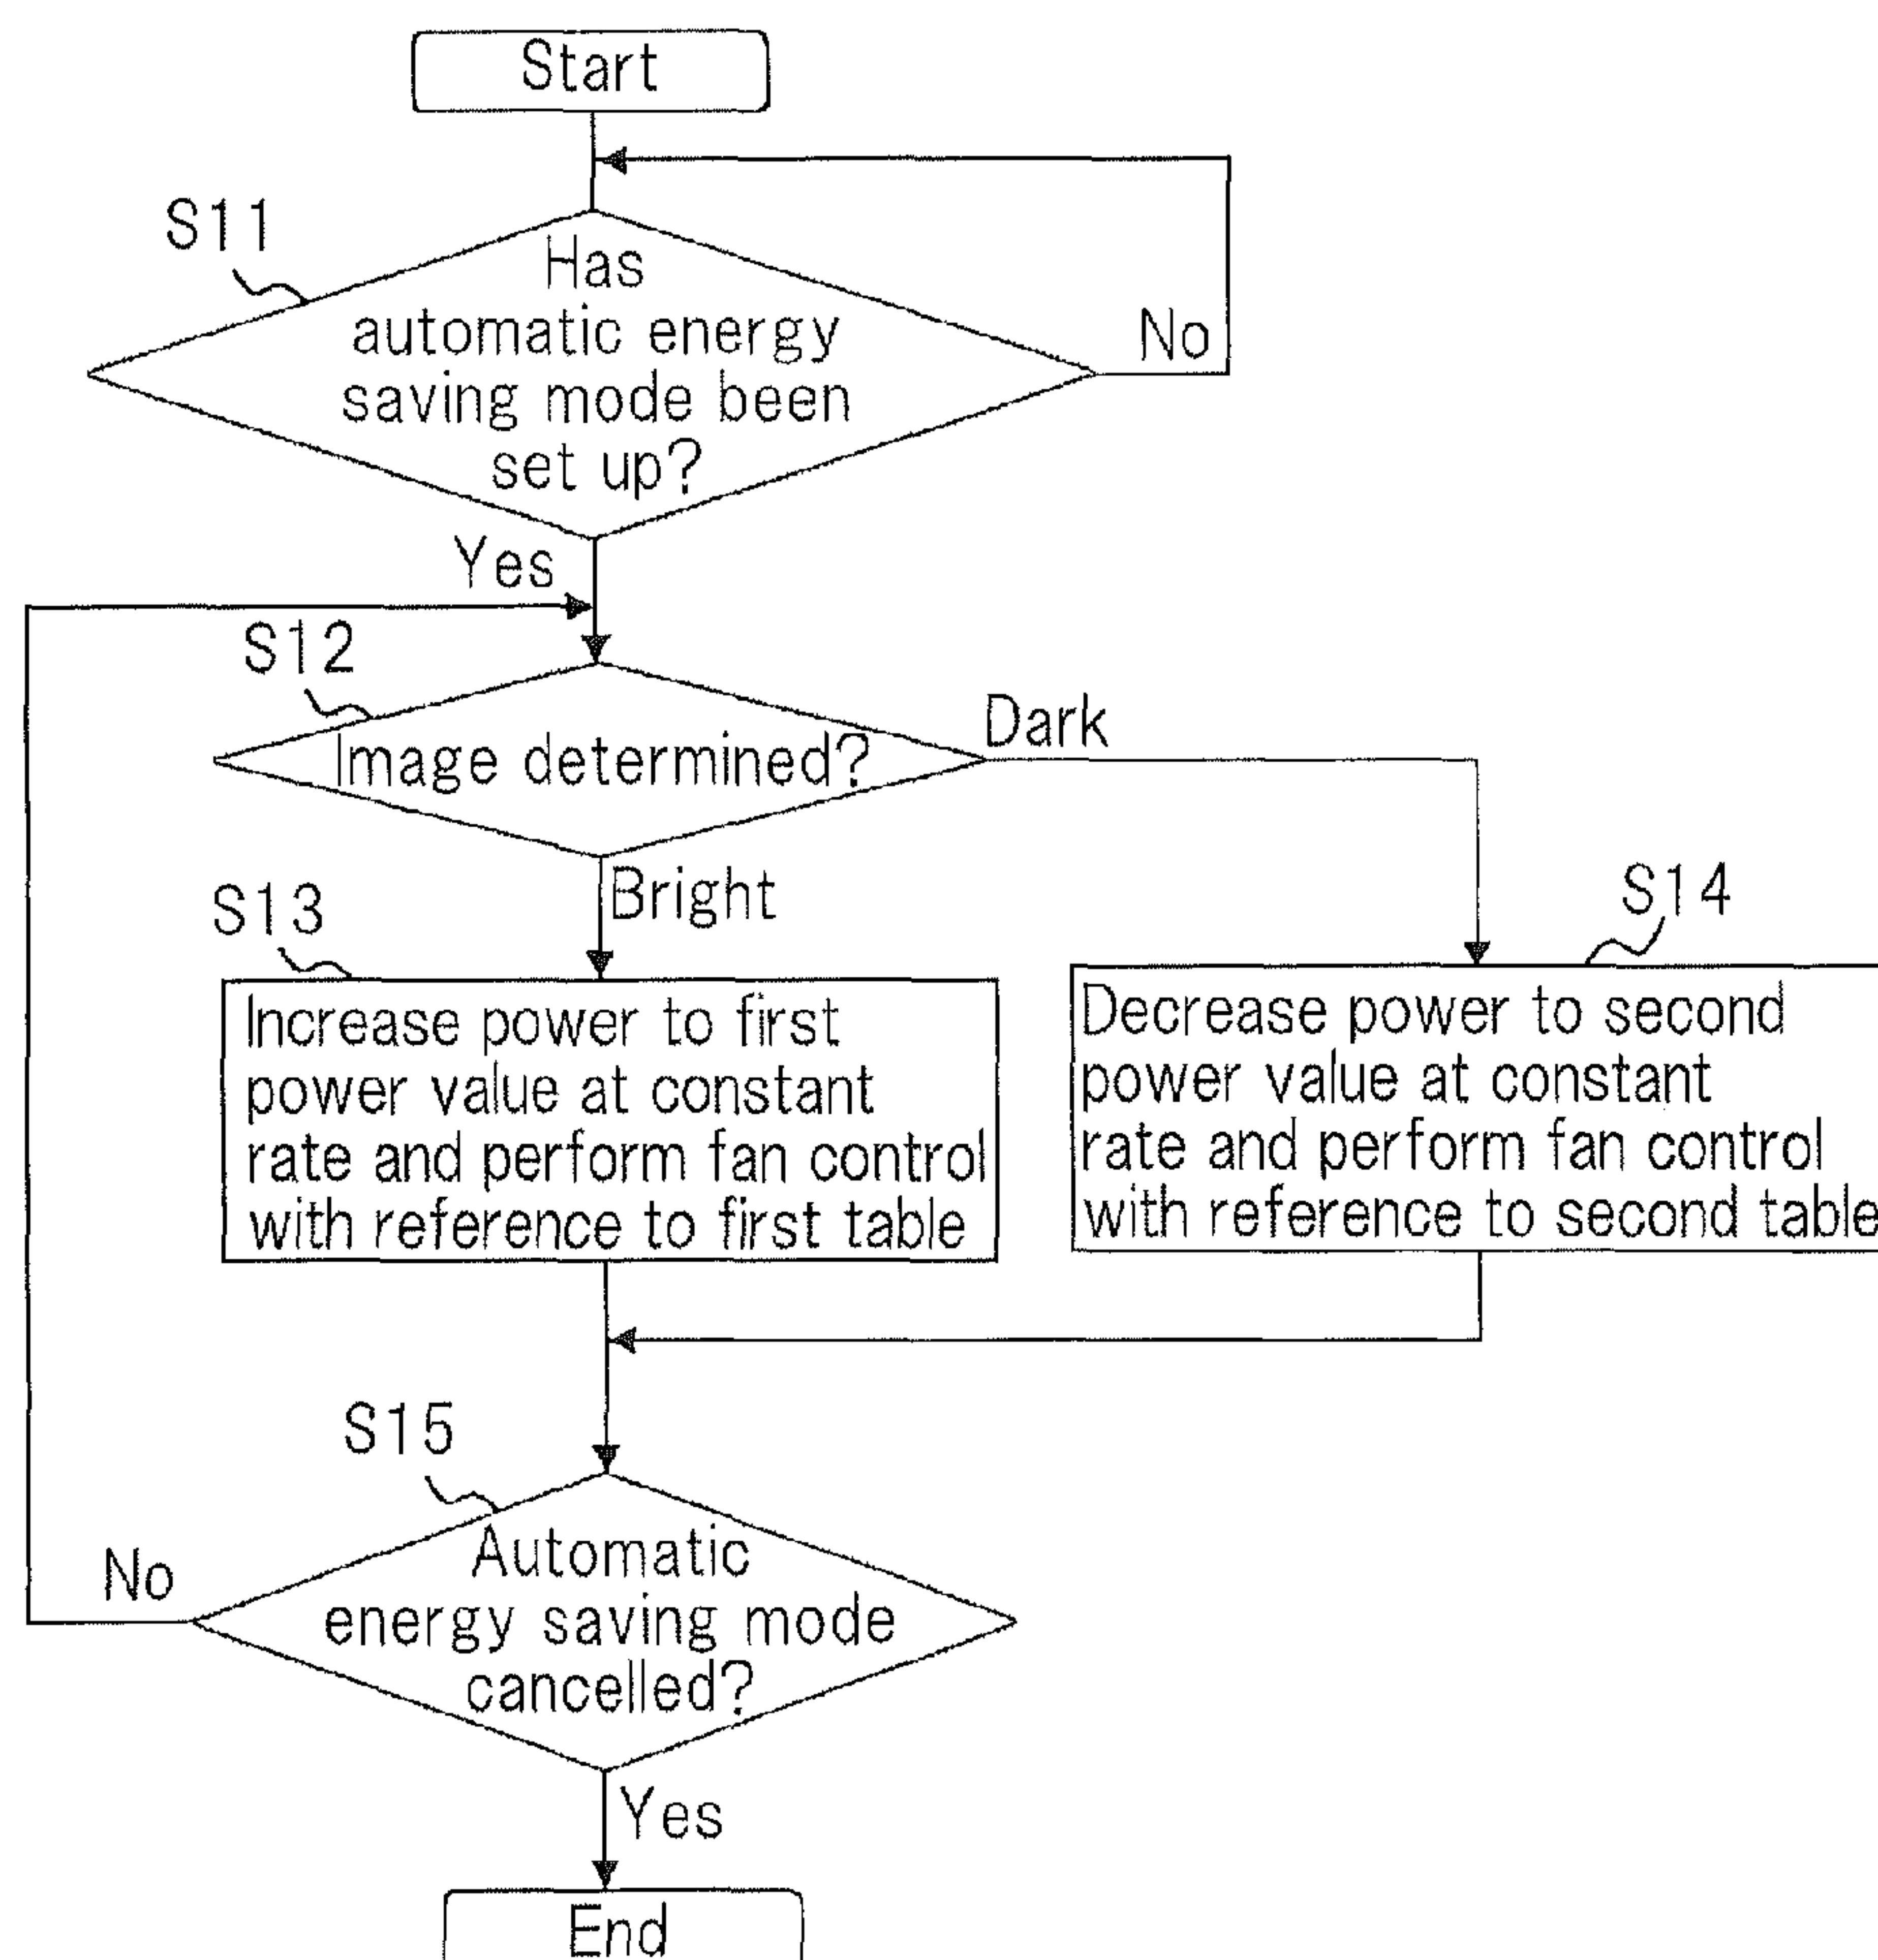 Start
S11
Has
automatic energy
saving mode been
set up?
No
Yes
S12
Image determined?
Dark
Bright
S13
Increase power to first
power value at constant
rate and perform fan control
with reference to first table
S14
Decrease power to second
power value at constant
rate and perform fan control
with reference to second table
S15
Automatic
energy saving mode
cancelled?
No
Yes
End